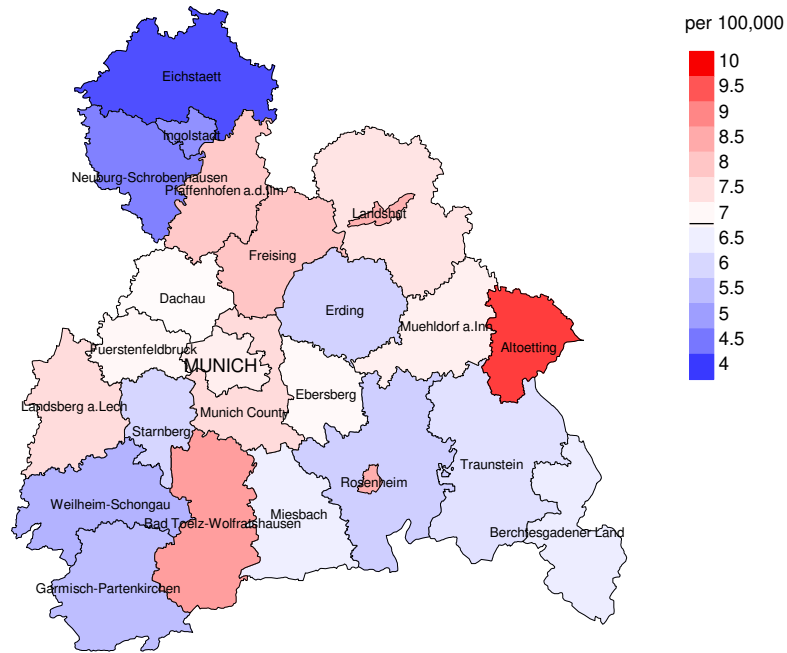 per 100,000
10
9.5
9
8.5
8
7.5
7
6.5
6
5.5
5
4.5
4
Eichstaett
Ingolstadt
Neuburg-Schrobenhausen
Pfaffenhofen a.d.Ilm
Landshut
Freising
Dachau
Erding
Muehldorf a.Inn
Altoetting
Fuerstenfeldbruck
MUNICH
Ebersberg
Landsberg a.Lech
Munich County
Starnberg
Traunstein
Rosenheim
Weilheim-Schongau
Miesbach
Bad Toelz-Wolfratshausen
Berchtesgadener Land
Garmisch-Partenkirchen